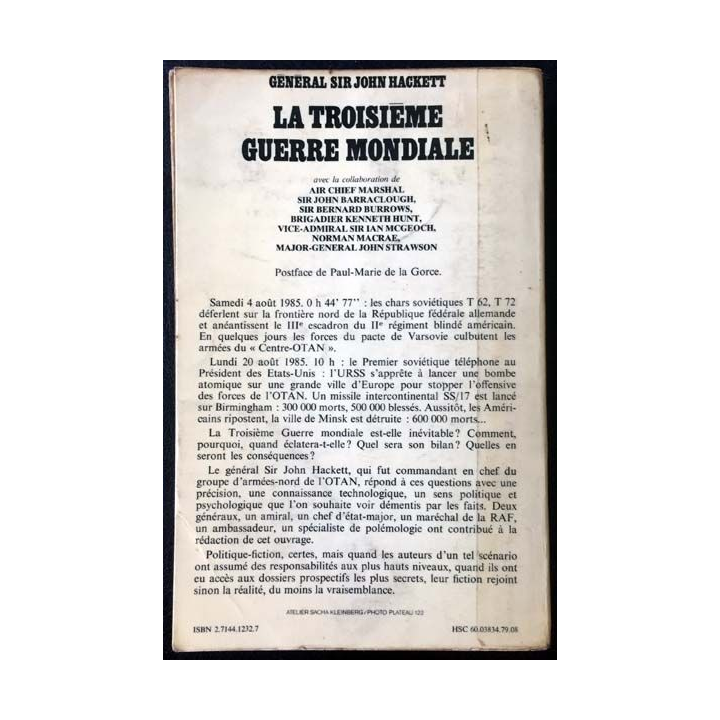 GÉNÉRAL SIR JOHN HACKETT
LA TROISIÈME
GUERRE MONDIALE
avec la collaboration de
AIR CHIEF MARSHAL
SIR JOHN BARRACLOUGH,
SIR BERNARD BURROWS,
BRIGADIER KENNETH HUNT,
VICE-ADMIRAL SIR IAN MCGEOCH,
NORMAN MACRAE,
MAJOR-GENERAL JOHN STRAWSON
Postface de Paul-Marie de la Gorce.
Samedi 4 août 1985. 0 h 44' 77'' : les chars soviétiques T 62, T 72
déferlent sur la frontière nord de la République fédérale allemande
et anéantissent le IIIe escadron du IIe régiment blindé américain.
En quelques jours les forces du pacte de Varsovie culbutent les
armées du « Centre-OTAN ».
Lundi 20 août 1985. 10 h : le Premier soviétique téléphone au
Président des Etats-Unis : l'URSS s'apprête à lancer une bombe
atomique sur une grande ville d'Europe pour stopper l'offensive
des forces de l'OTAN. Un missile intercontinental SS/17 est lancé
sur Birmingham : 300 000 morts, 500 000 blessés. Aussitôt, les Améri-
cains ripostent, la ville de Minsk est détruite : 600 000 morts...
La Troisième Guerre mondiale est-elle inévitable ? Comment,
pourquoi, quand éclatera-t-elle ? Quel sera son bilan ? Quelles en
seront les conséquences ?
Le général Sir John Hackett, qui fut commandant en chef du
groupe d'armées-nord de l'OTAN, répond à ces questions avec une
précision, une connaissance technologique, un sens politique et
psychologique que l'on souhaite voir démentis par les faits. Deux
généraux, un amiral, un chef d'état-major, un maréchal de la RAF,
un ambassadeur, un spécialiste de polémologie ont contribué à la
rédaction de cet ouvrage.
Politique-fiction, certes, mais quand les auteurs d'un tel scénario
ont assumé des responsabilités aux plus hauts niveaux, quand ils ont
eu accès aux dossiers prospectifs les plus secrets, leur fiction rejoint
sinon la réalité, du moins la vraisemblance.
ATELIER SACHA KLEINBERG/PHOTO PLATEAU 122
ISBN 2.7144.1232.7 HSC 60.03834.79.08